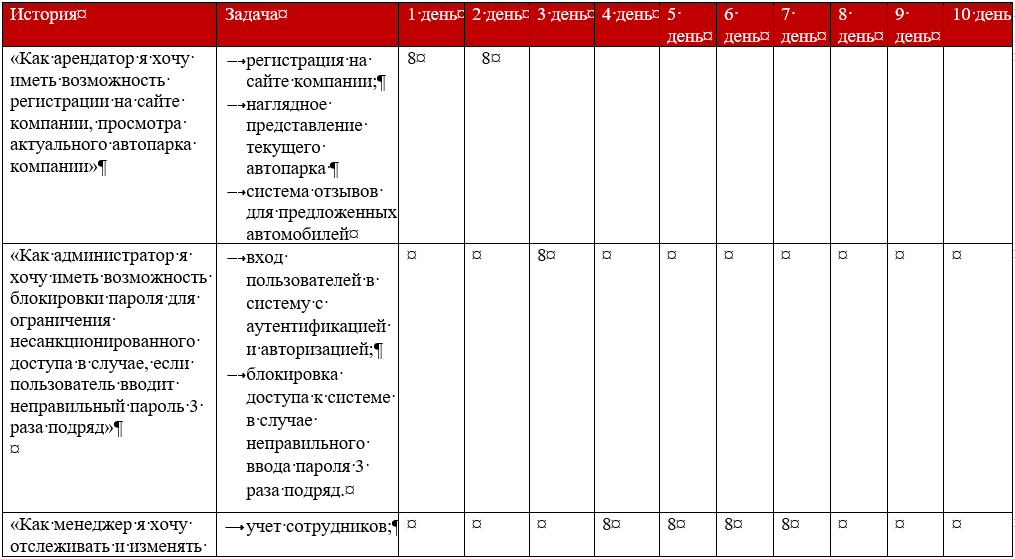 История
Задача
1 день
2 день
3 день
4 день
5
день
6
день
7
день
8
день
9
день
10 день
«Как арендатор я хочу
иметь возможность
регистрации на сайте
компании, просмотра
актуального автопарка
компании»
регистрация на
сайте компании;
наглядное
представление
текущего
автопарка
система отзывов
для предложенных
автомобилей
8
8
«Как администратор я
хочу иметь возможность
блокировки пароля для
ограничения
несанкционированного
доступа в случае, если
пользователь вводит
неправильный пароль 3
раза подряд»
вход
пользователей в
систему с
аутентификацией
и авторизацией;
блокировка
доступа к системе
в случае
неправильного
ввода пароля 3
раза подряд.
8
«Как менеджер я хочу
отслеживать и изменять
учет сотрудников;
8
8
8
8